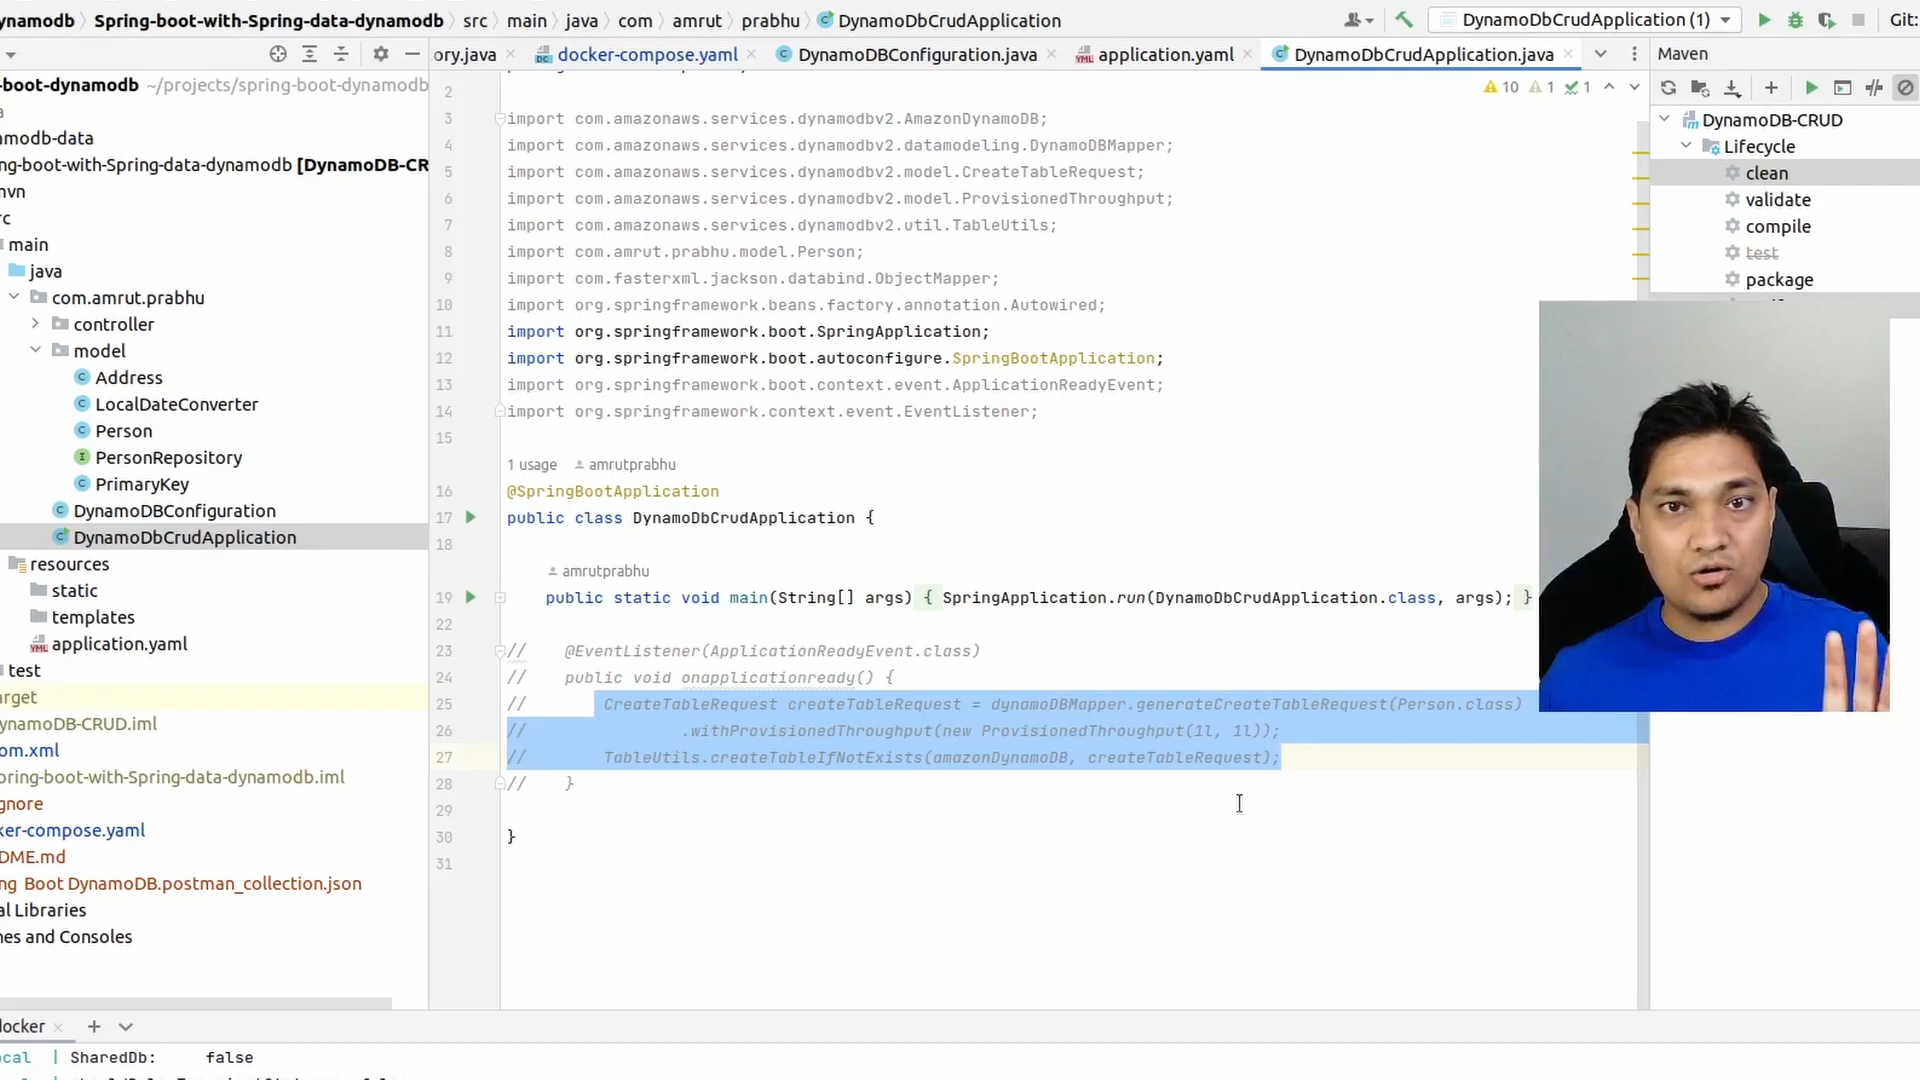 ynamodb Spring-boot-with-Spring-data-dynamodb src main java com amrut prabhu DynamoDbCrudApplication DynamoDbCrudApplication (1) Git:
ory.java docker-compose.yaml DynamoDBConfiguration.java application.yaml DynamoDbCrudApplication.java Maven
-boot-dynamodb ~/projects/spring-boot-dynamodb
amodb-data
ng-boot-with-Spring-data-dynamodb [DynamoDB-CR
mvn
rc
main
java
com.amrut.prabhu
controller
model
Address
LocalDateConverter
Person
PersonRepository
PrimaryKey
DynamoDBConfiguration
DynamoDbCrudApplication
resources
static
templates
application.yaml
test
arget
ynamoDB-CRUD.iml
om.xml
pring-boot-with-Spring-data-dynamodb.iml
gnore
ker-compose.yaml
DME.md
ng Boot DynamoDB.postman_collection.json
al Libraries
hes and Consoles
10 1 1
2
3 import com.amazonaws.services.dynamodbv2.AmazonDynamoDB;
4 import com.amazonaws.services.dynamodbv2.datamodeling.DynamoDBMapper;
5 import com.amazonaws.services.dynamodbv2.model.CreateTableRequest;
6 import com.amazonaws.services.dynamodbv2.model.ProvisionedThroughput;
7 import com.amazonaws.services.dynamodbv2.util.TableUtils;
8 import com.amrut.prabhu.model.Person;
9 import com.fasterxml.jackson.databind.ObjectMapper;
10 import org.springframework.beans.factory.annotation.Autowired;
11 import org.springframework.boot.SpringApplication;
12 import org.springframework.boot.autoconfigure.SpringBootApplication;
13 import org.springframework.boot.context.event.ApplicationReadyEvent;
14 import org.springframework.context.event.EventListener;
15
1 usage amrutprabhu
16 @SpringBootApplication
17 public class DynamoDbCrudApplication {
18
amrutprabhu
19 public static void main(String[] args) { SpringApplication.run(DynamoDbCrudApplication.class, args); }
22
23 // @EventListener(ApplicationReadyEvent.class)
24 // public void onapplicationready() {
25 // CreateTableRequest createTableRequest = dynamoDBMapper.generateCreateTableRequest(Person.class)
26 // .withProvisionedThroughput(new ProvisionedThroughput(1l, 1l));
27 // TableUtils.createTableIfNotExists(amazonDynamoDB, createTableRequest);
28 // }
29
30 }
31
DynamoDB-CRUD
Lifecycle
clean
validate
compile
test
package
docker
ocal | SharedDb: false